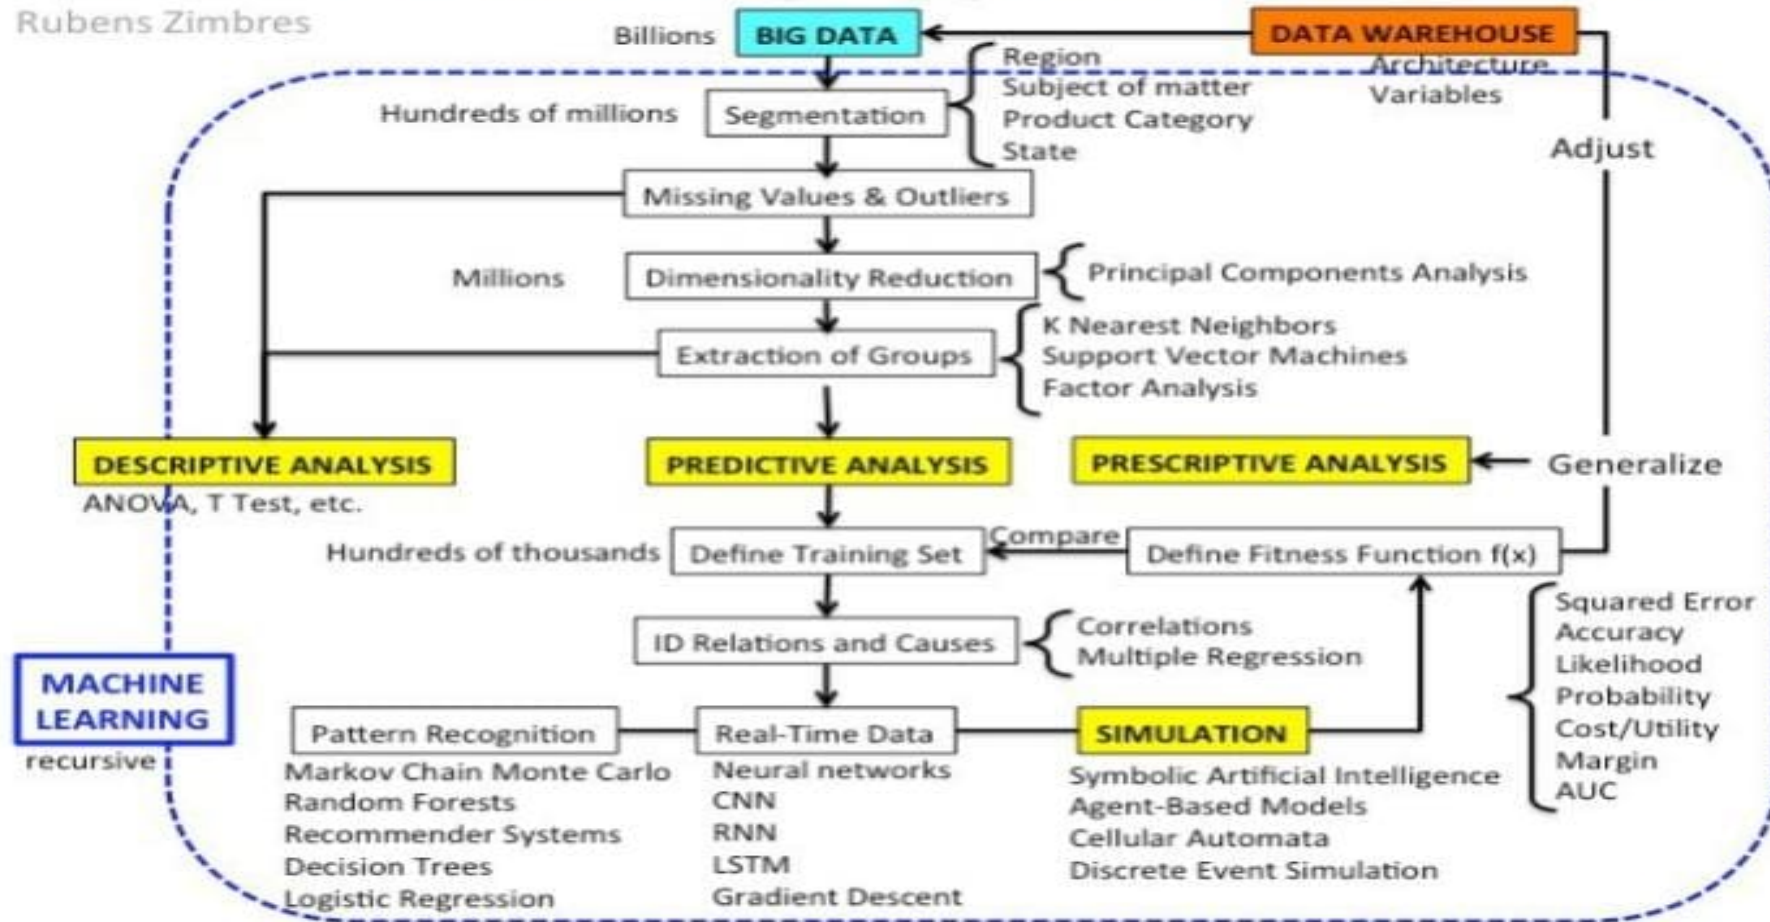 Rubens Zimbres
Billions
BIG DATA
DATA WAREHOUSE
Architecture
Variables
Region
Subject of matter
Product Category
State
Hundreds of millions
Segmentation
Adjust
Missing Values & Outliers
Millions
Dimensionality Reduction
Principal Components Analysis
Extraction of Groups
K Nearest Neighbors
Support Vector Machines
Factor Analysis
DESCRIPTIVE ANALYSIS
ANOVA, T Test, etc.
PREDICTIVE ANALYSIS
PRESCRIPTIVE ANALYSIS
Generalize
Hundreds of thousands
Define Training Set
Compare
Define Fitness Function f(x)
Squared Error
Accuracy
Likelihood
Probability
Cost/Utility
Margin
AUC
ID Relations and Causes
Correlations
Multiple Regression
MACHINE
LEARNING
recursive
Pattern Recognition
Markov Chain Monte Carlo
Random Forests
Recommender Systems
Decision Trees
Logistic Regression
Real-Time Data
Neural networks
CNN
RNN
LSTM
Gradient Descent
SIMULATION
Symbolic Artificial Intelligence
Agent-Based Models
Cellular Automata
Discrete Event Simulation